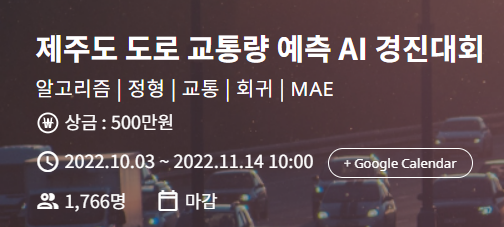 제주도 도로 교통량 예측 AI 경진대회
알고리즘 | 정형 | 교통 | 회귀 | MAE
₩ 상금 : 500만원
2022.10.03 ~ 2022.11.14 10:00 + Google Calendar
1,766명 마감